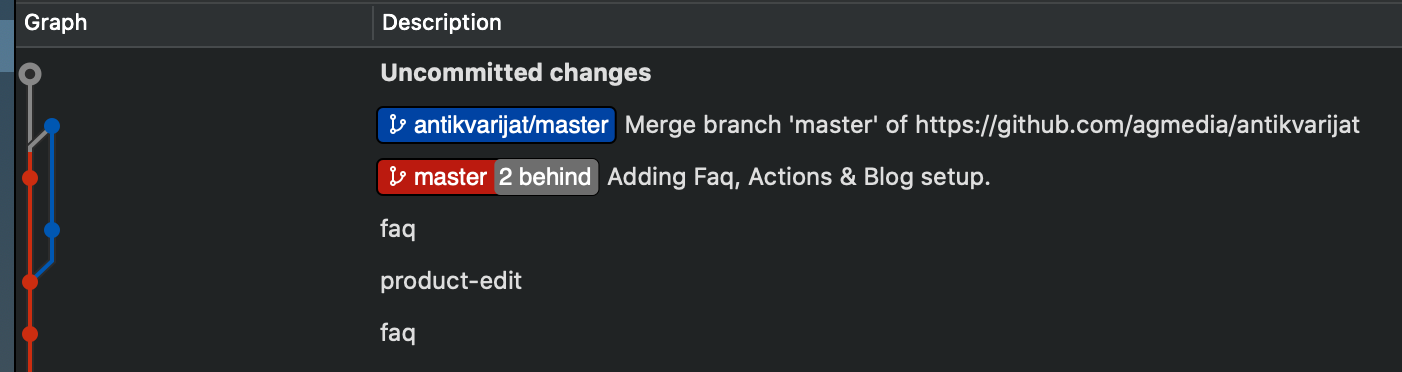 Graph Description
Uncommitted changes
antikvarijat/master Merge branch 'master' of https://github.com/agmedia/antikvarijat
master 2 behind Adding Faq, Actions & Blog setup.
faq
product-edit
faq